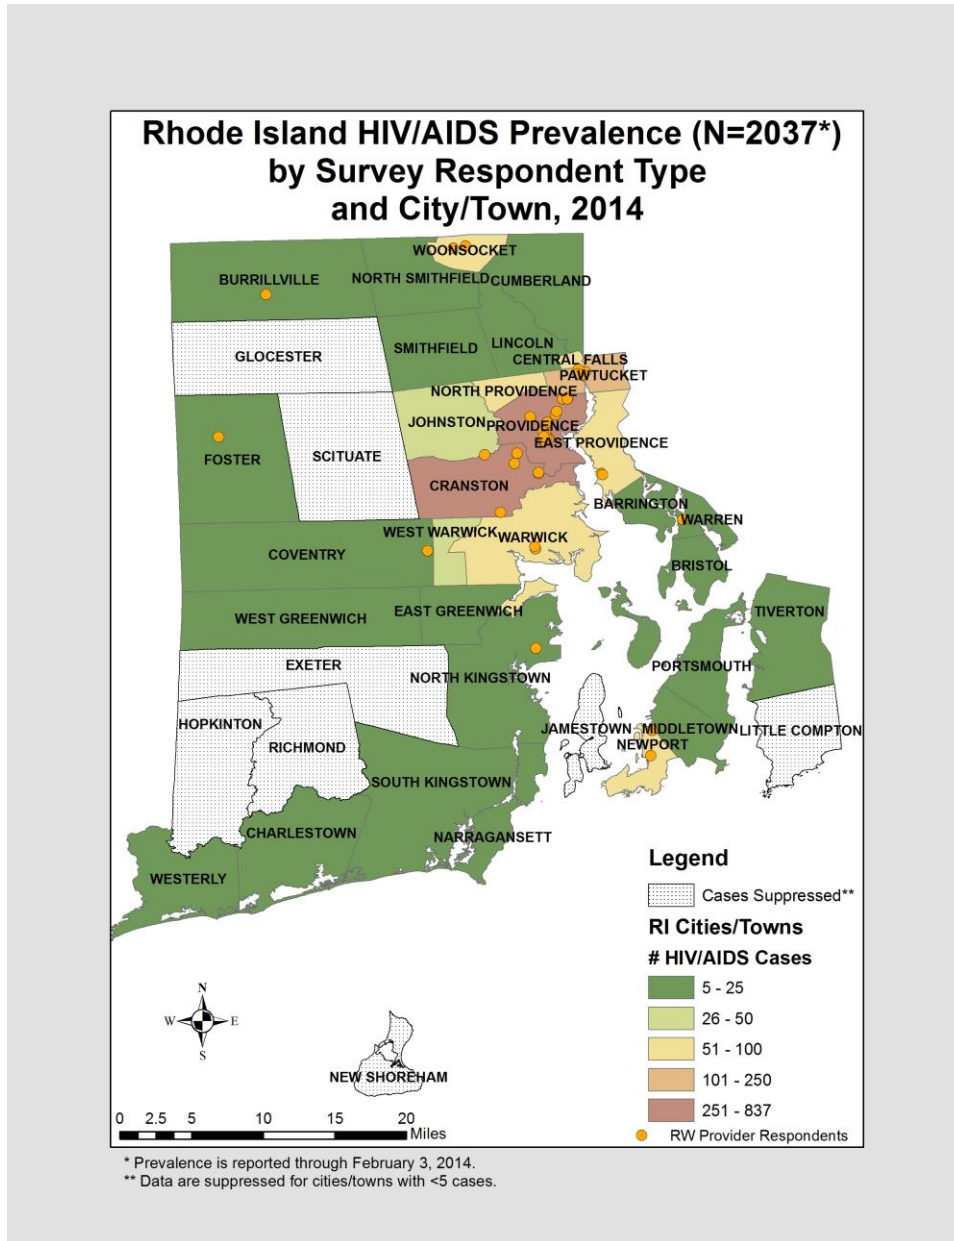 Rhode Island HIV/AIDS Prevalence (N=2037*)
by Survey Respondent Type
and City/Town, 2014
WOONSOCKET
BURRILLVILLE
NORTH SMITHFIELD
CUMBERLAND
GLOCESTER
SMITHFIELD
LINCOLN
CENTRAL FALLS
PAWTUCKET
NORTH PROVIDENCE
JOHNSTON
PROVIDENCE
EAST PROVIDENCE
FOSTER
SCITUATE
CRANSTON
BARRINGTON
WARREN
WEST WARWICK
WARWICK
COVENTRY
BRISTOL
WEST GREENWICH
EAST GREENWICH
TIVERTON
EXETER
NORTH KINGSTOWN
PORTSMOUTH
HOPKINTON
RICHMOND
JAMESTOWN
MIDDLETOWN
LITTLE COMPTON
NEWPORT
SOUTH KINGSTOWN
CHARLESTOWN
NARRAGANSETT
WESTERLY
Legend
Cases Suppressed**
RI Cities/Towns
# HIV/AIDS Cases
5 - 25
26 - 50
51 - 100
101 - 250
251 - 837
RW Provider Respondents
N
W
E
S
NEW SHOREHAM
0 2.5 5 10 15 20
Miles
* Prevalence is reported through February 3, 2014.
** Data are suppressed for cities/towns with <5 cases.